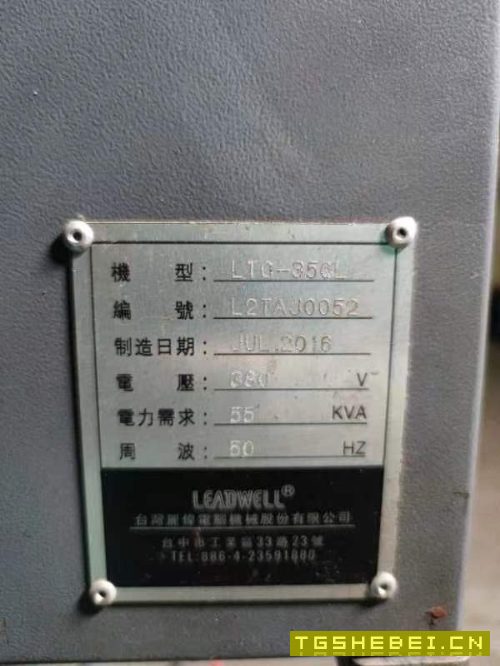 機 型: LTC-350L
編 號: L2TAJ0052
制造日期: JUL.2016
電 壓: 380 V
電力需求: 55 KVA
周 波: 50 HZ
LEADWELL®
台灣麗偉電腦機械股份有限公司
台中市工業區33路23號
TEL:886-4-23591880
TGSHEBEI.CN